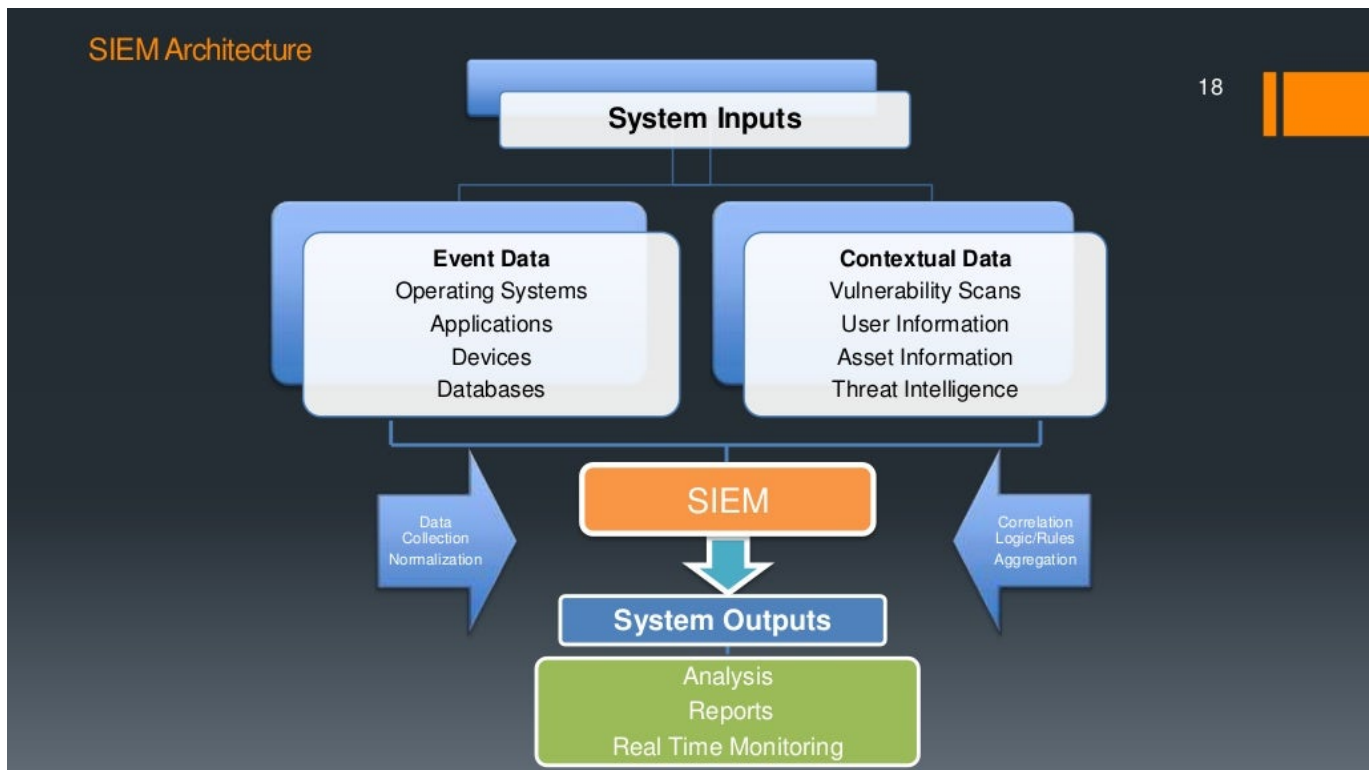 SIEM Architecture
18
System Inputs
Event Data
Operating Systems
Applications
Devices
Databases
Contextual Data
Vulnerability Scans
User Information
Asset Information
Threat Intelligence
Data
Collection
Normalization
SIEM
Correlation
Logic/Rules
Aggregation
System Outputs
Analysis
Reports
Real Time Monitoring